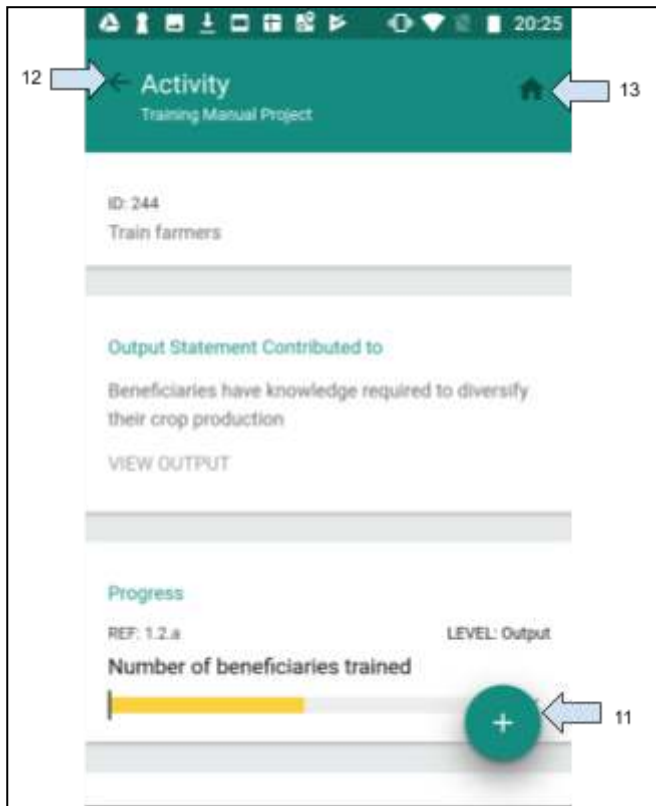 20:25
12
Activity
13
Training Manual Project
ID: 244
Train farmers
Output Statement Contributed to
Beneficiaries have knowledge required to diversify
their crop production
VIEW OUTPUT
Progress
REF: 1.2.a LEVEL: Output
Number of beneficiaries trained
+
11